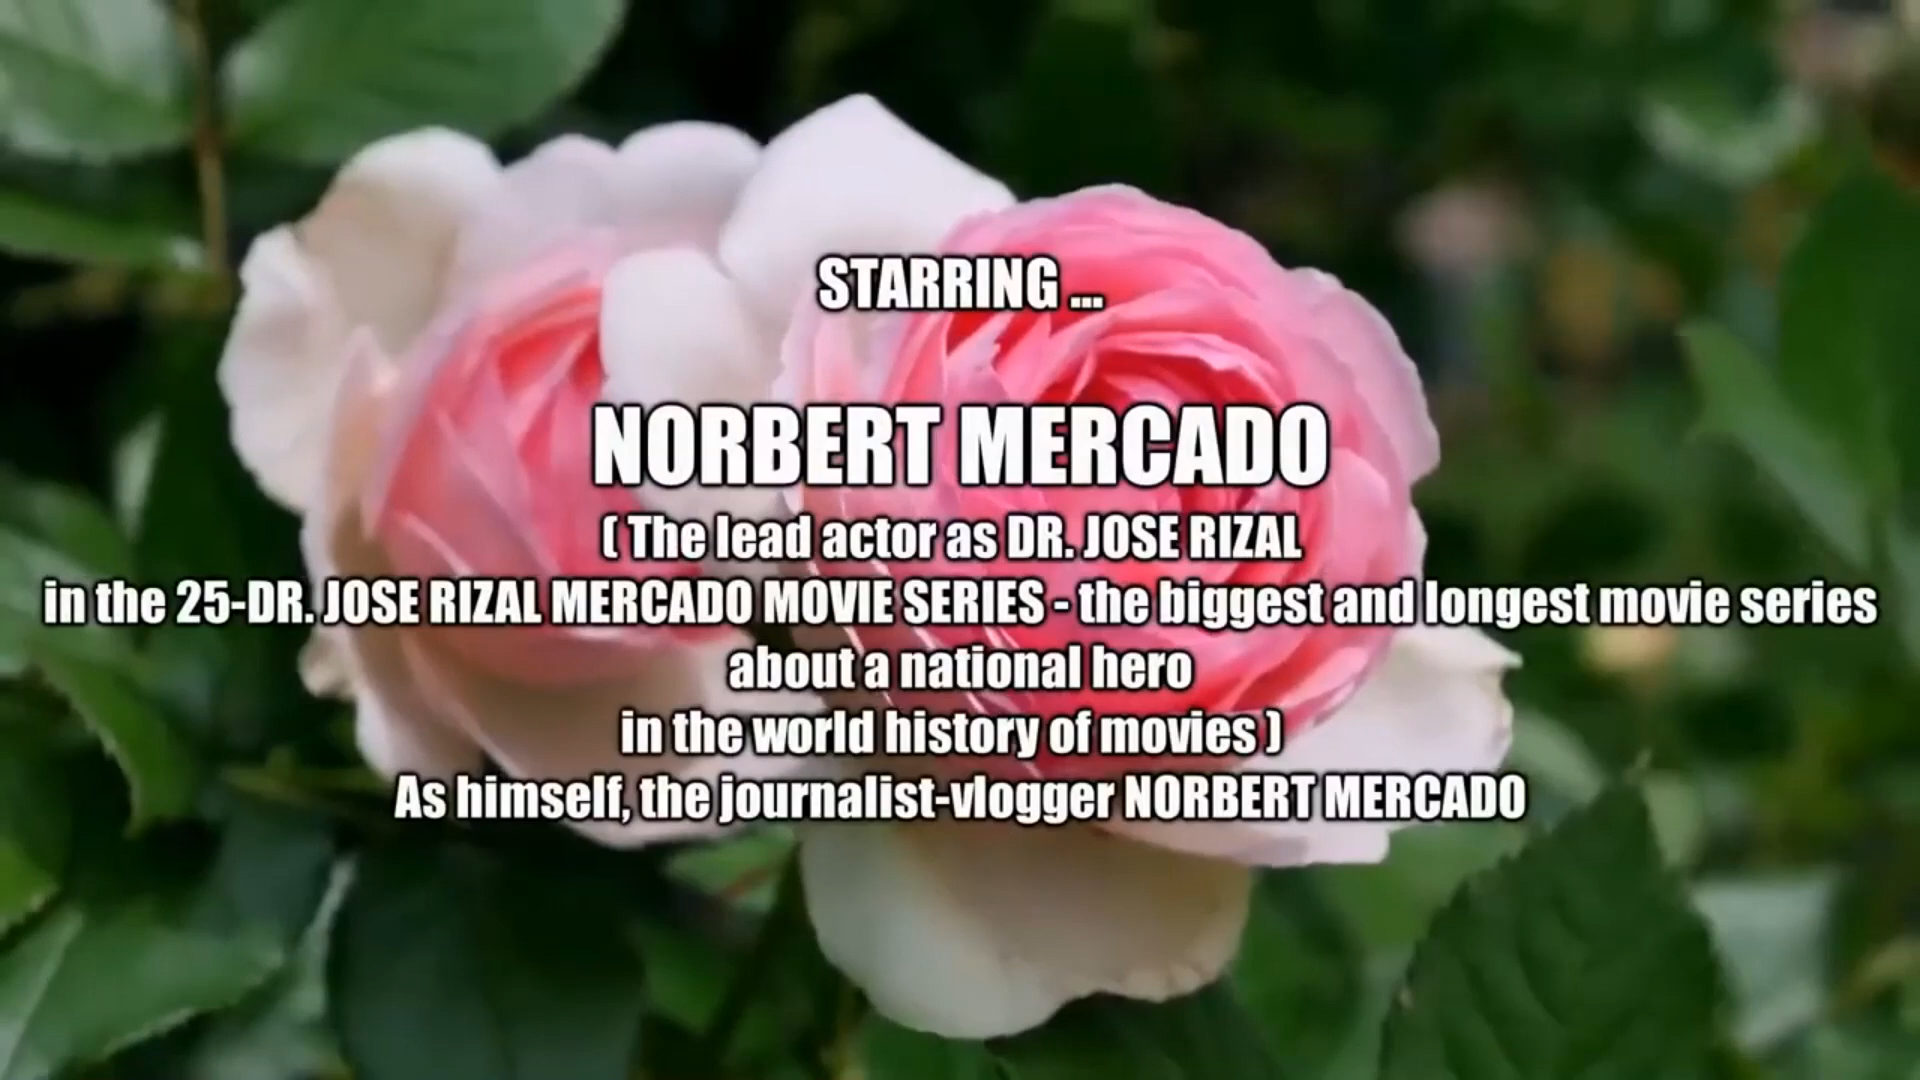 STARRING ...
NORBERT MERCADO
( The lead actor as DR. JOSE RIZAL
in the 25-DR. JOSE RIZAL MERCADO MOVIE SERIES - the biggest and longest movie series
about a national hero
in the world history of movies )
As himself, the journalist-vlogger NORBERT MERCADO